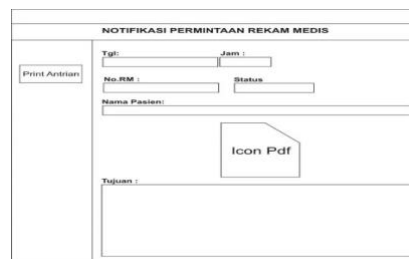 NOTIFIKASI PERMINTAAN REKAM MEDIS
Print Antrian
Tgl:
Jam :
No.RM :
Status
Nama Pasien:
Icon Pdf
Tujuan :